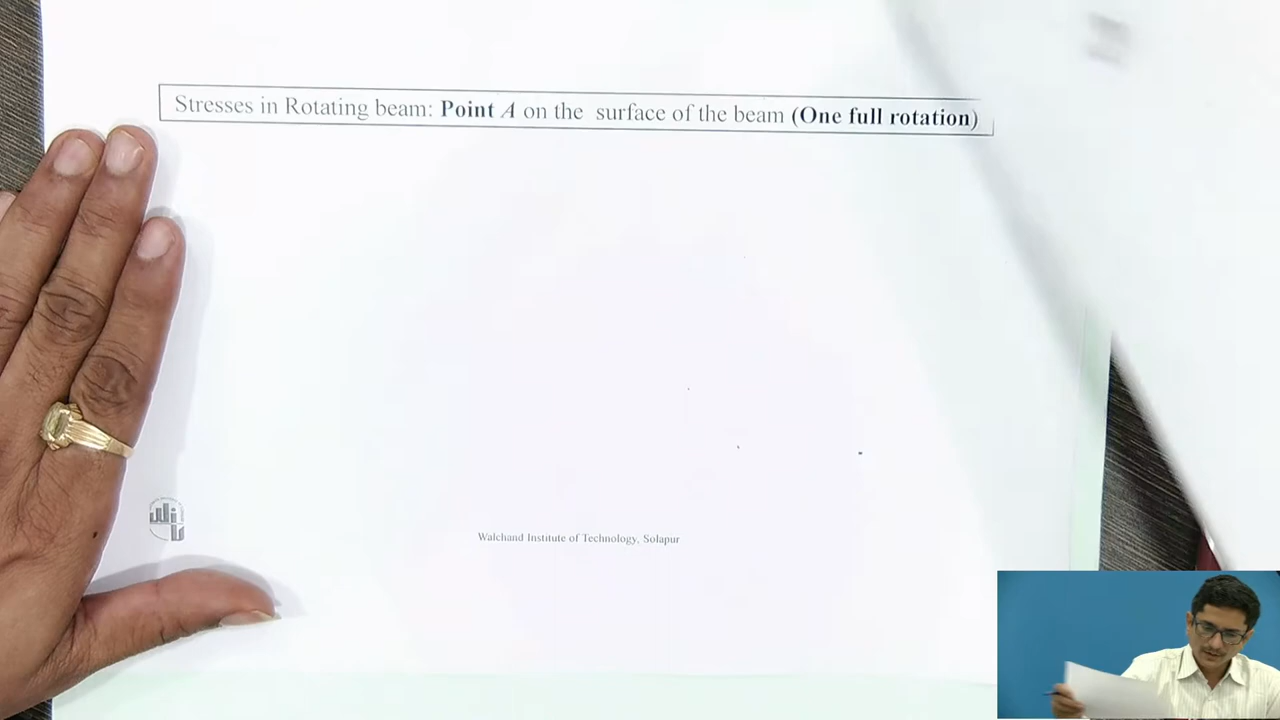 Stresses in Rotating beam: Point A on the surface of the beam (One full rotation)
Walchand Institute of Technology, Solapur